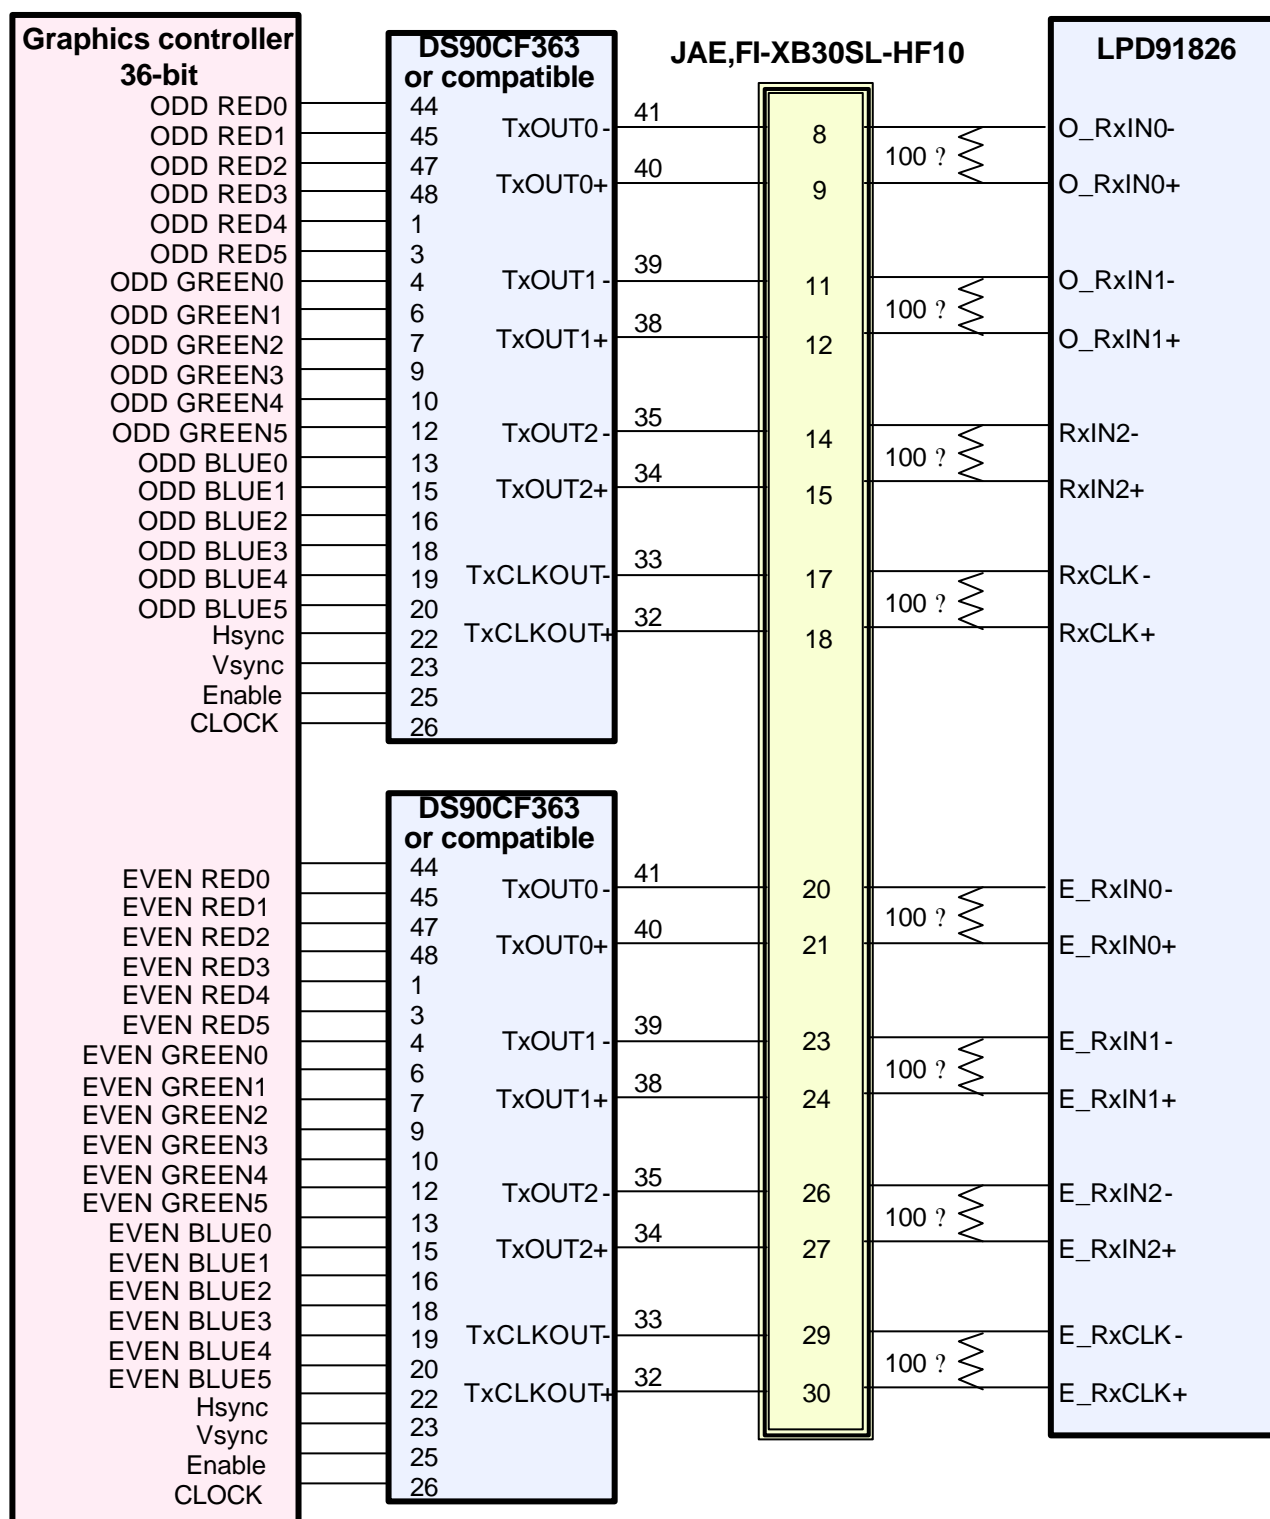 Graphics controller
36-bit
ODD RED0
ODD RED1
ODD RED2
ODD RED3
ODD RED4
ODD RED5
ODD GREEN0
ODD GREEN1
ODD GREEN2
ODD GREEN3
ODD GREEN4
ODD GREEN5
ODD BLUE0
ODD BLUE1
ODD BLUE2
ODD BLUE3
ODD BLUE4
ODD BLUE5
Hsync
Vsync
Enable
CLOCK
EVEN RED0
EVEN RED1
EVEN RED2
EVEN RED3
EVEN RED4
EVEN RED5
EVEN GREEN0
EVEN GREEN1
EVEN GREEN2
EVEN GREEN3
EVEN GREEN4
EVEN GREEN5
EVEN BLUE0
EVEN BLUE1
EVEN BLUE2
EVEN BLUE3
EVEN BLUE4
EVEN BLUE5
Hsync
Vsync
Enable
CLOCK
DS90CF363
or compatible
44
45
47
48
1
3
4
6
7
9
10
12
13
15
16
18
19
20
22
23
25
26
TxOUT0-
TxOUT0+
TxOUT1-
TxOUT1+
TxOUT2-
TxOUT2+
TxCLKOUT-
TxCLKOUT+
41
40
39
38
35
34
33
32
DS90CF363
or compatible
44
45
47
48
1
3
4
6
7
9
10
12
13
15
16
18
19
20
22
23
25
26
TxOUT0-
TxOUT0+
TxOUT1-
TxOUT1+
TxOUT2-
TxOUT2+
TxCLKOUT-
TxCLKOUT+
41
40
39
38
35
34
33
32
JAE,FI-XB30SL-HF10
8
9
11
12
14
15
17
18
20
21
23
24
26
27
29
30
100 ?
100 ?
100 ?
100 ?
100 ?
100 ?
100 ?
100 ?
LPD91826
O_RxIN0-
O_RxIN0+
O_RxIN1-
O_RxIN1+
RxIN2-
RxIN2+
RxCLK-
RxCLK+
E_RxIN0-
E_RxIN0+
E_RxIN1-
E_RxIN1+
E_RxIN2-
E_RxIN2+
E_RxCLK-
E_RxCLK+